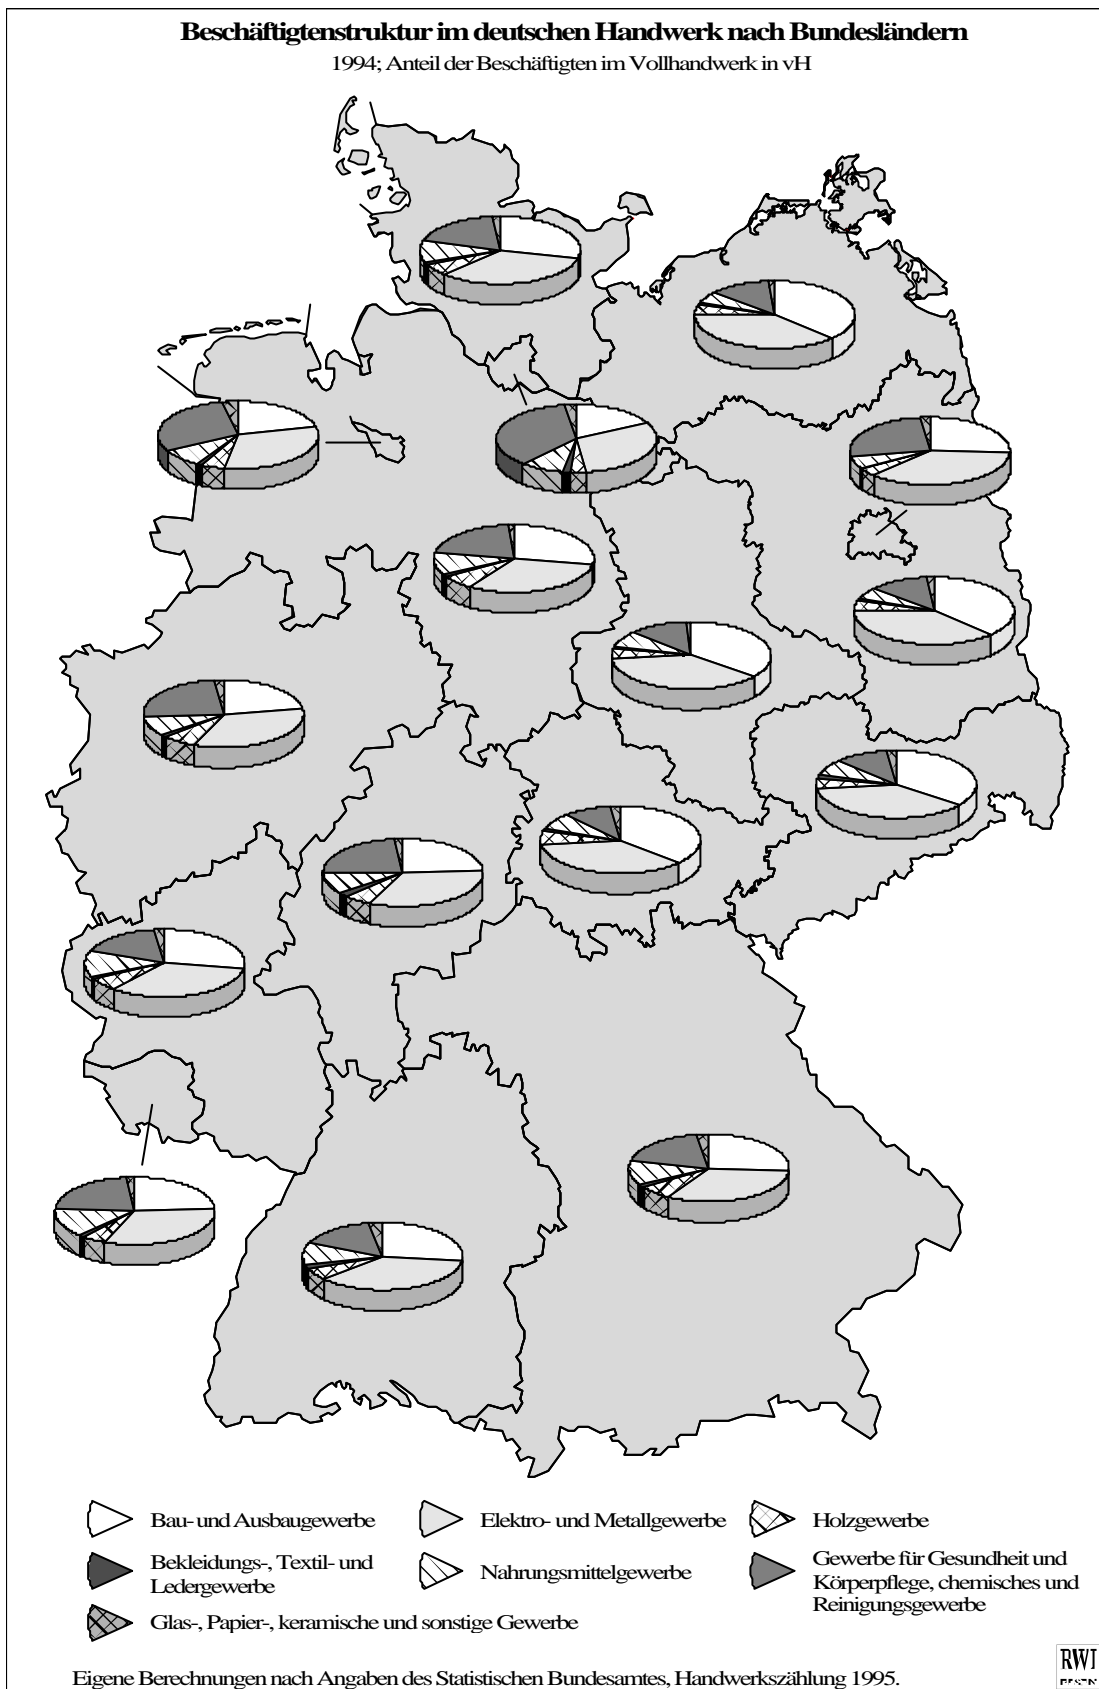 Beschäftigtenstruktur im deutschen Handwerk nach Bundesländern
1994; Anteil der Beschäftigten im Vollhandwerk in vH
Bau- und Ausbaugewerbe
Elektro- und Metallgewerbe
Holzgewerbe
Bekleidungs-, Textil- und
Ledergewerbe
Nahrungsmittelgewerbe
Gewerbe für Gesundheit und
Körperpflege, chemisches und
Reinigungsgewerbe
Glas-, Papier-, keramische und sonstige Gewerbe
Eigene Berechnungen nach Angaben des Statistischen Bundesamtes, Handwerkszählung 1995.
RWI